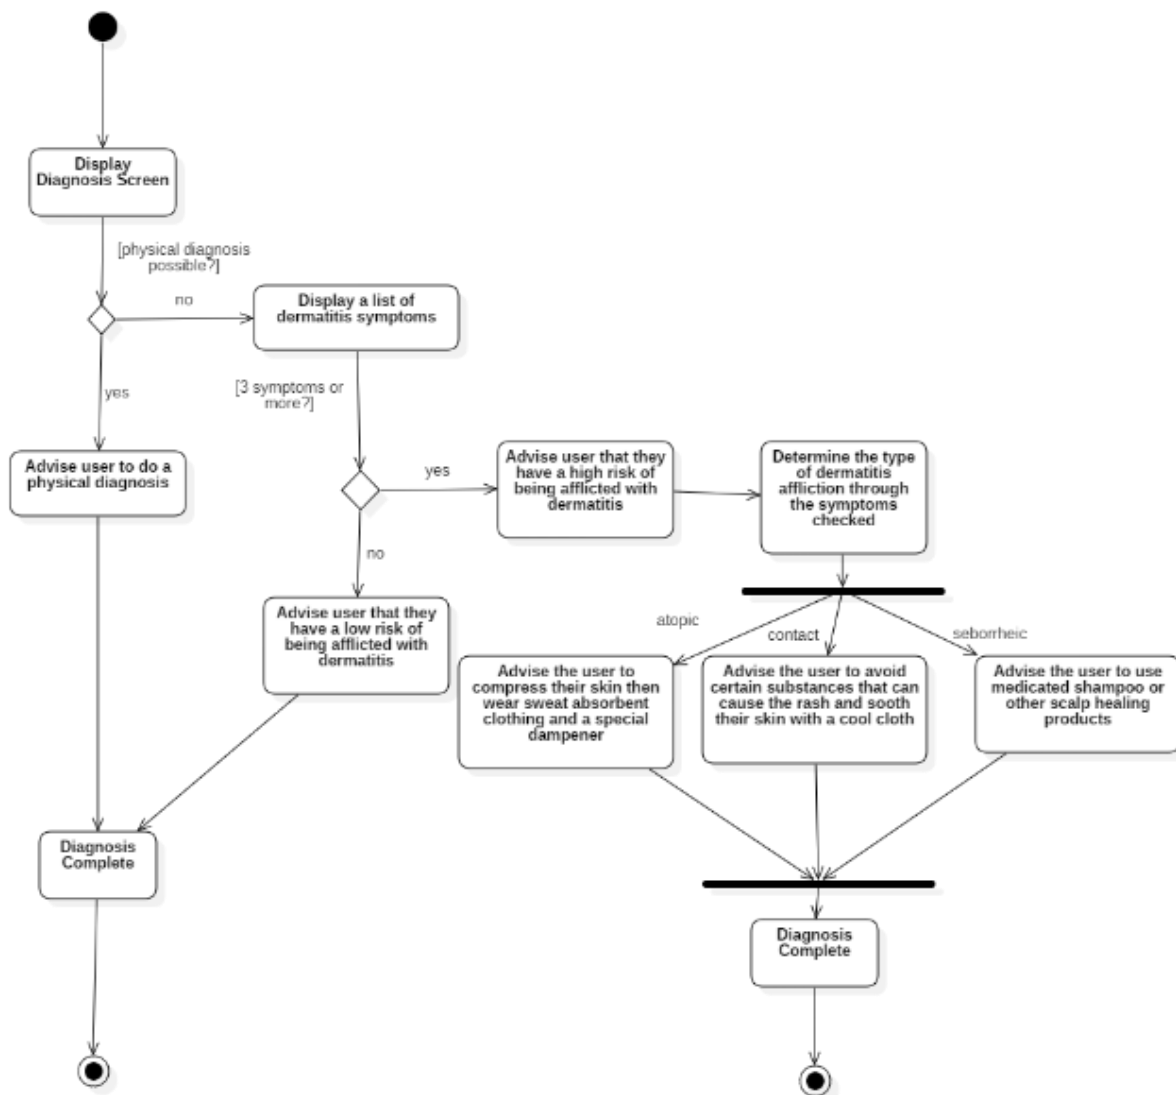 Display
Diagnosis Screen
[physical diagnosis
possible?]
no
Display a list of
dermatitis symptoms
yes
[3 symptoms or
more?]
Advise user to do a
physical diagnosis
yes
Advise user that they
have a high risk of
being afflicted with
dermatitis
Determine the type
of dermatitis
affliction through
the symptoms
checked
no
Advise user that they
have a low risk of
being afflicted with
dermatitis
atopic
contact
seborrheic
Advise the user to
compress their skin then
wear sweat absorbent
clothing and a special
dampener
Advise the user to avoid
certain substances that can
cause the rash and sooth
their skin with a cool cloth
Advise the user to use
medicated shampoo or
other scalp healing
products
Diagnosis
Complete
Diagnosis
Complete